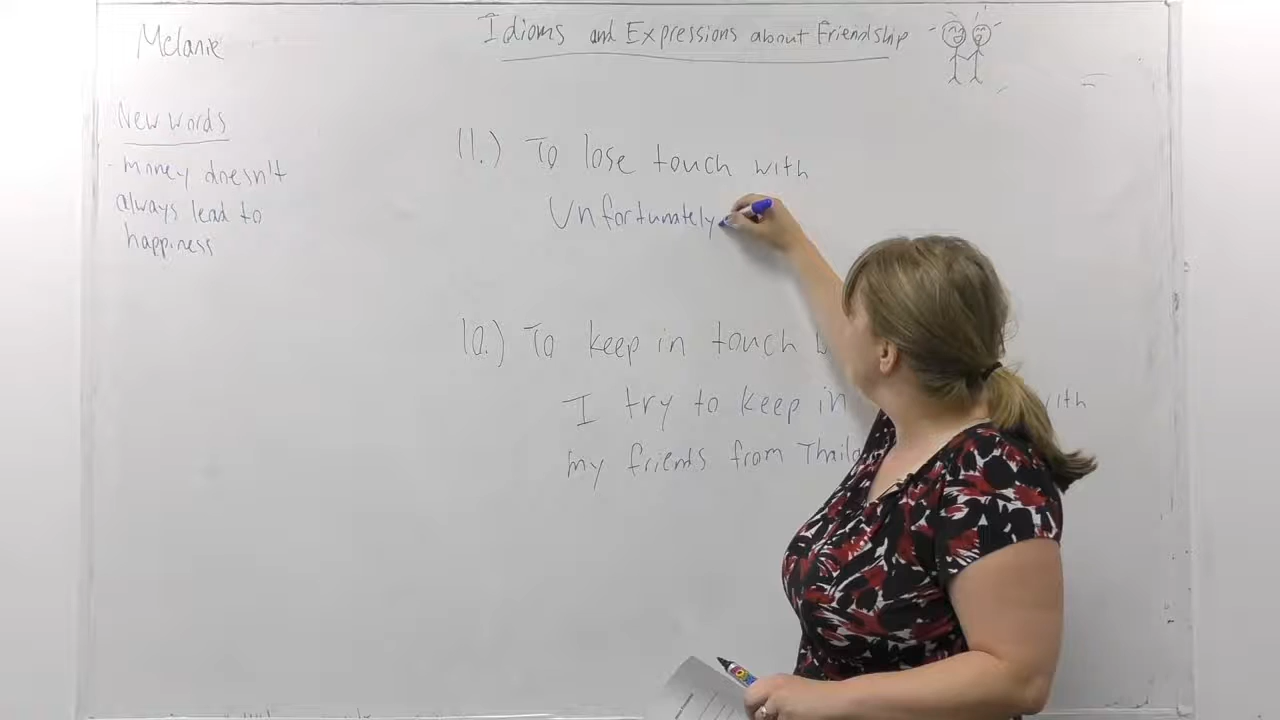 Melanie
Idioms and Expressions about Friendship
New words
- money doesn't
always lead to
happiness
11.) To lose touch with
Unfortunately
10.) To keep in touch
I try to keep in with
my friends from